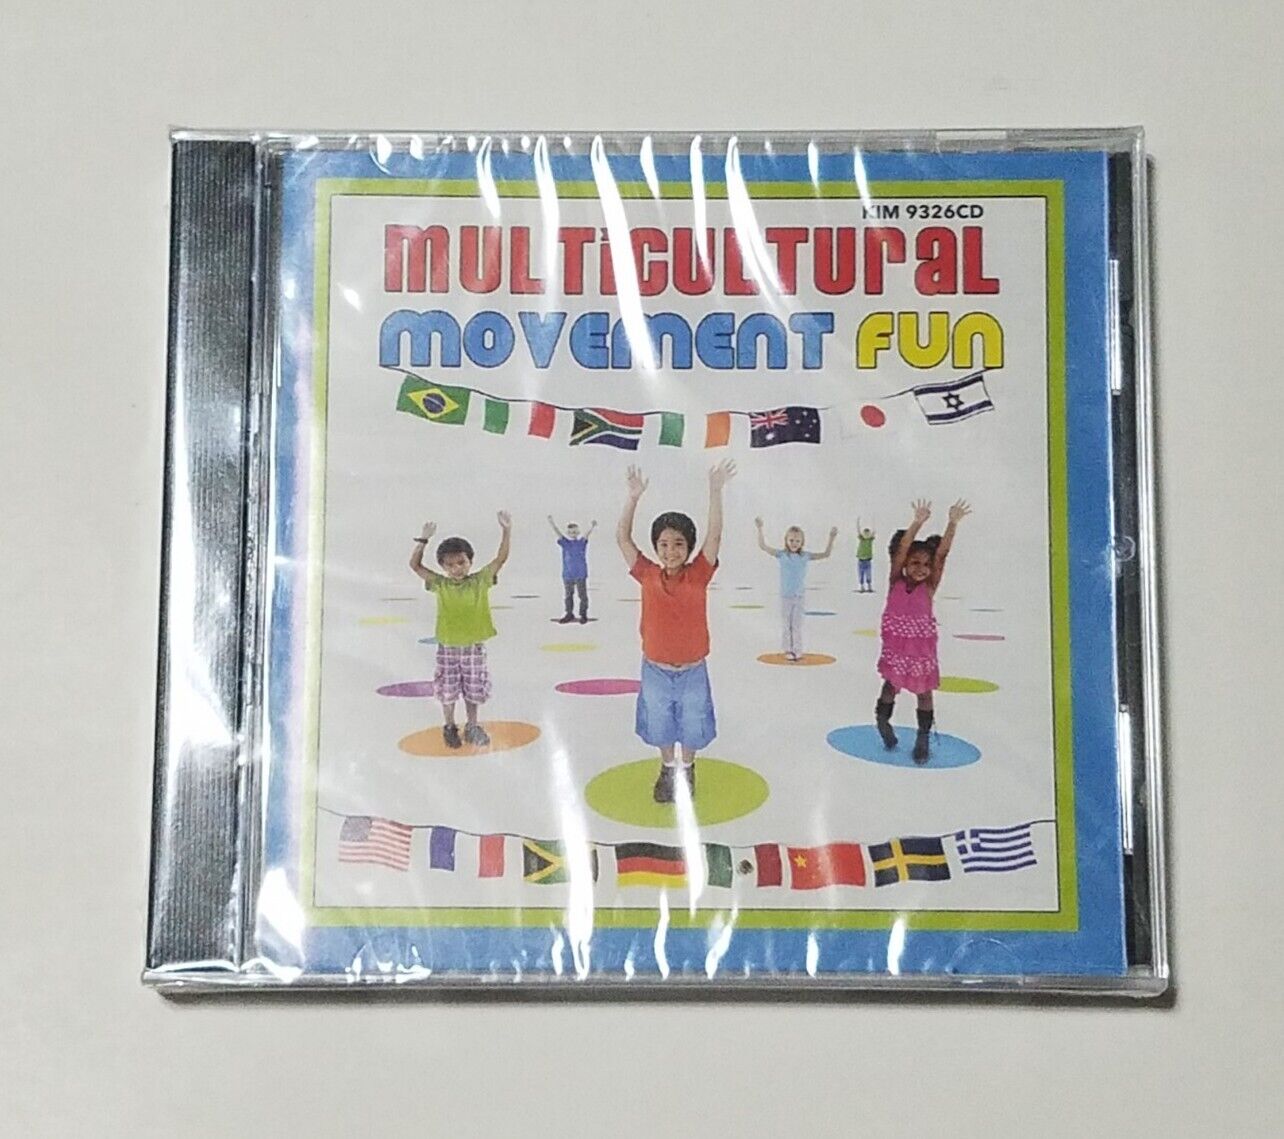 KIM 9326CD
MULTiCULTUraL
MOVEMENT FUN